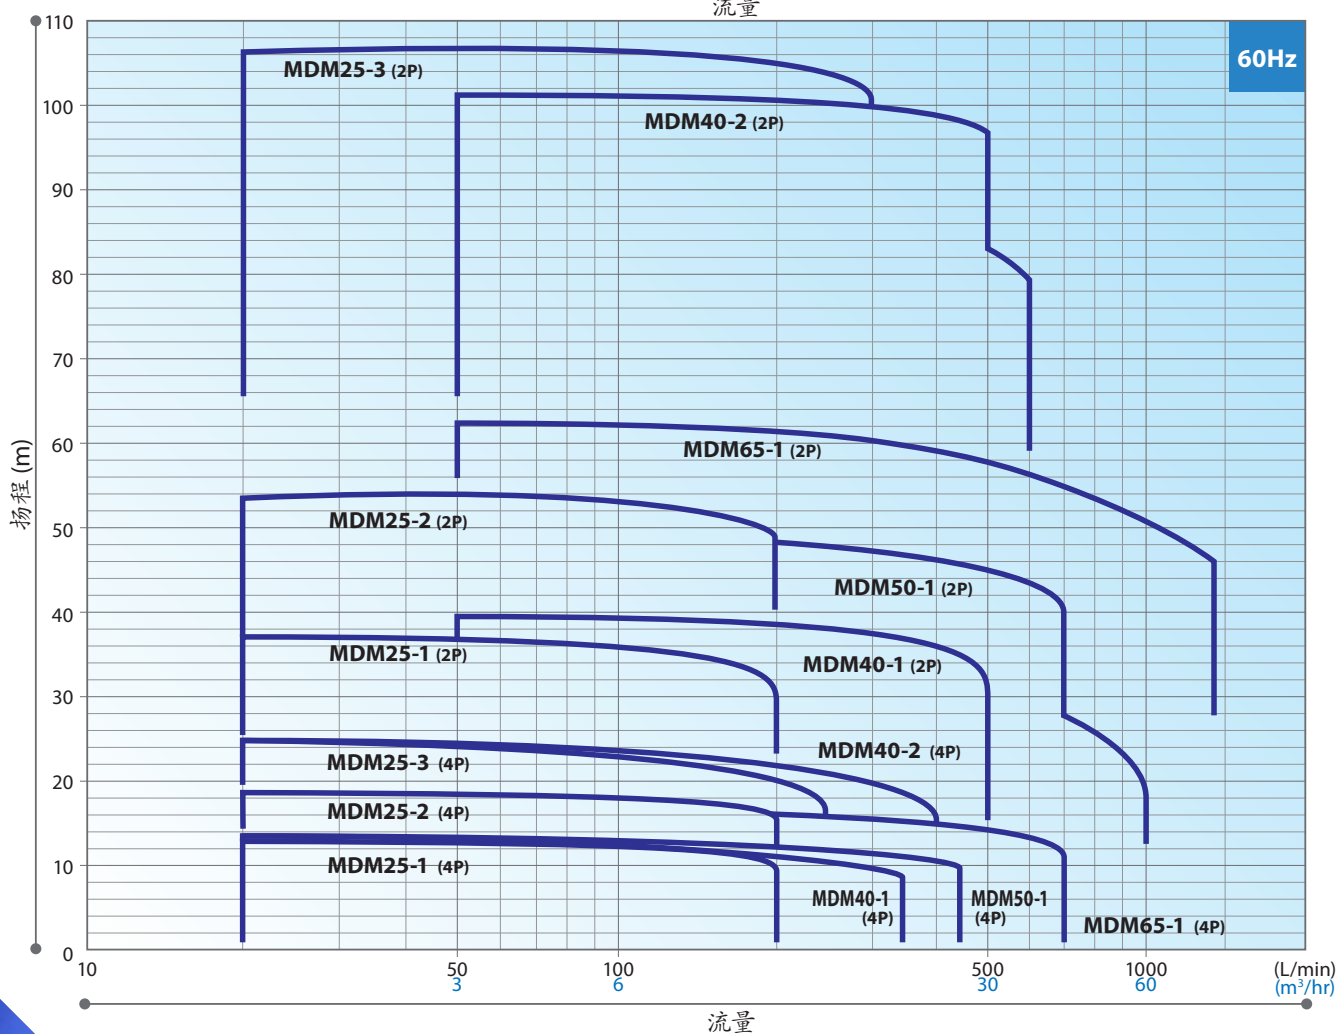 流量
110
60Hz
MDM25-3 (2P)
100
MDM40-2 (2P)
90
80
70
60
MDM65-1 (2P)
扬程 (m)
50
MDM25-2 (2P)
MDM50-1 (2P)
40
MDM25-1 (2P)
MDM40-1 (2P)
30
MDM40-2 (4P)
MDM25-3 (4P)
20
MDM25-2 (4P)
10
MDM25-1 (4P)
MDM40-1
(4P)
MDM50-1
(4P)
MDM65-1 (4P)
0
10 50 100 500 1000 (L/min)
3 6 30 60 (m³/hr)
流量